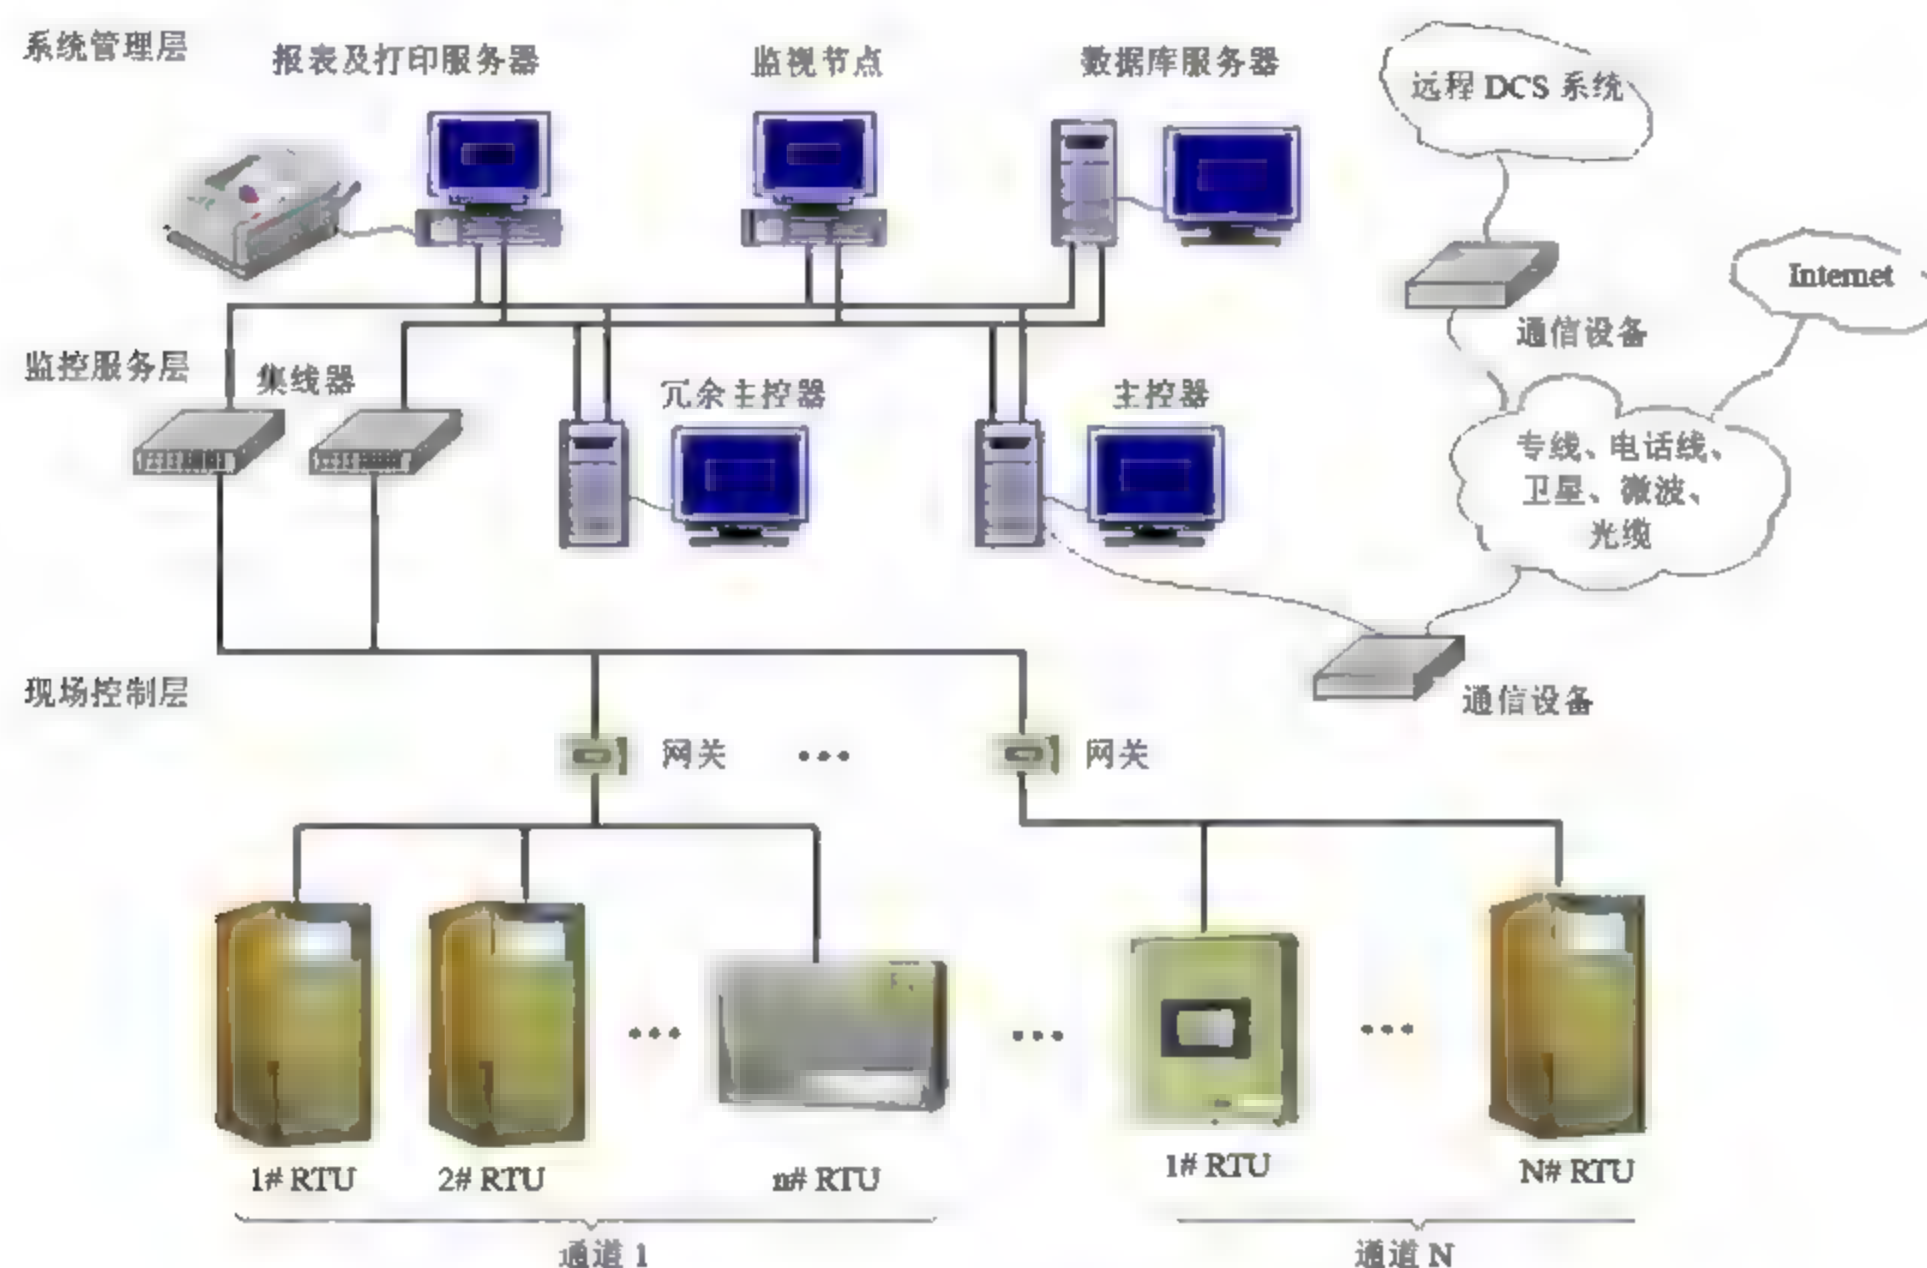 系统管理层
报表及打印服务器
监视节点
数据库服务器
远程 DCS 系统
Internet
通信设备
监控服务层
集线器
冗余主控器
主控器
专线、电话线、
卫星、微波、
光缆
现场控制层
通信设备
网关
•••
网关
•••
•••
•••
1# RTU
2# RTU
n# RTU
1# RTU
N# RTU
通道 1
通道 N